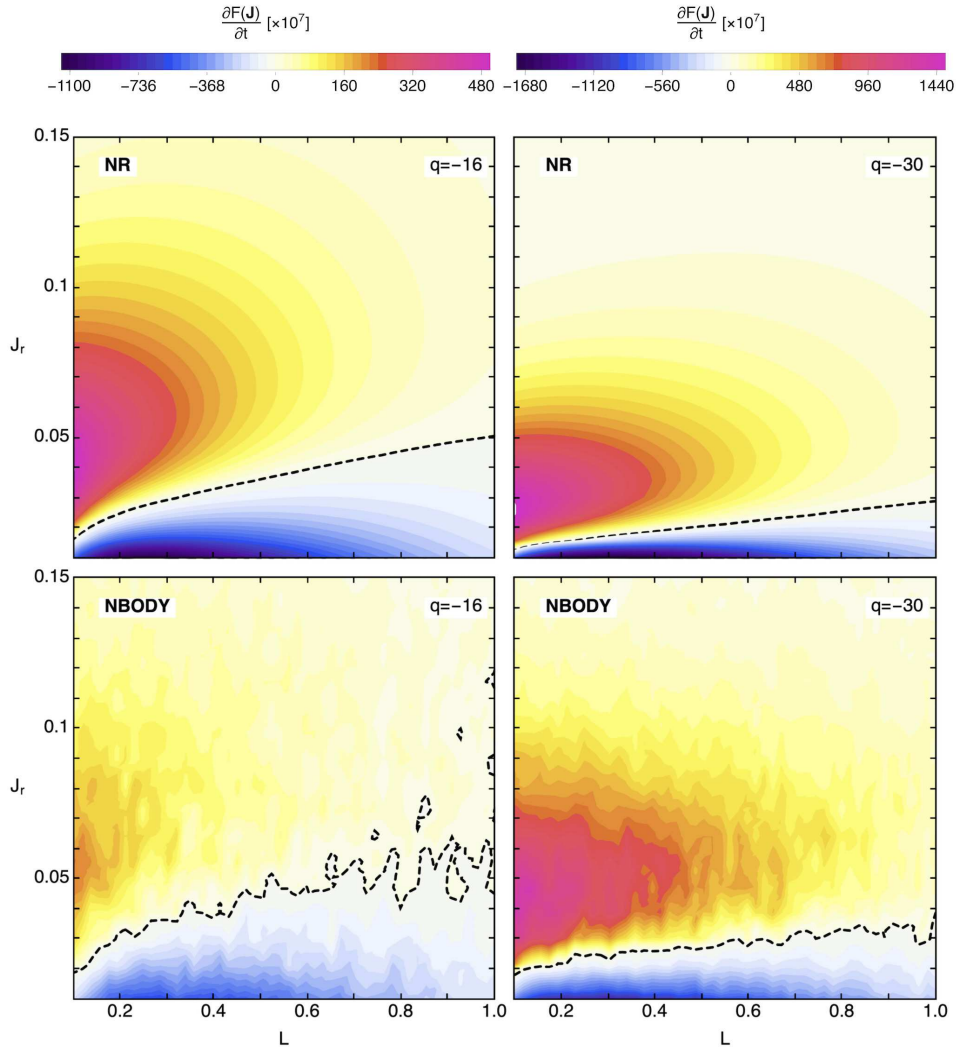 ∂F(J)/∂t [×10⁷] ∂F(J)/∂t [×10⁷]
−1100 −736 −368 0 160 320 480 −1680 −1120 −560 0 480 960 1440
0.15
NR q=−16 NR q=−30
0.1
Jᵣ
0.05
0.15
NBODY q=−16 NBODY q=−30
0.1
Jᵣ
0.05
0.2 0.4 0.6 0.8 1.0 0.2 0.4 0.6 0.8 1.0
L L